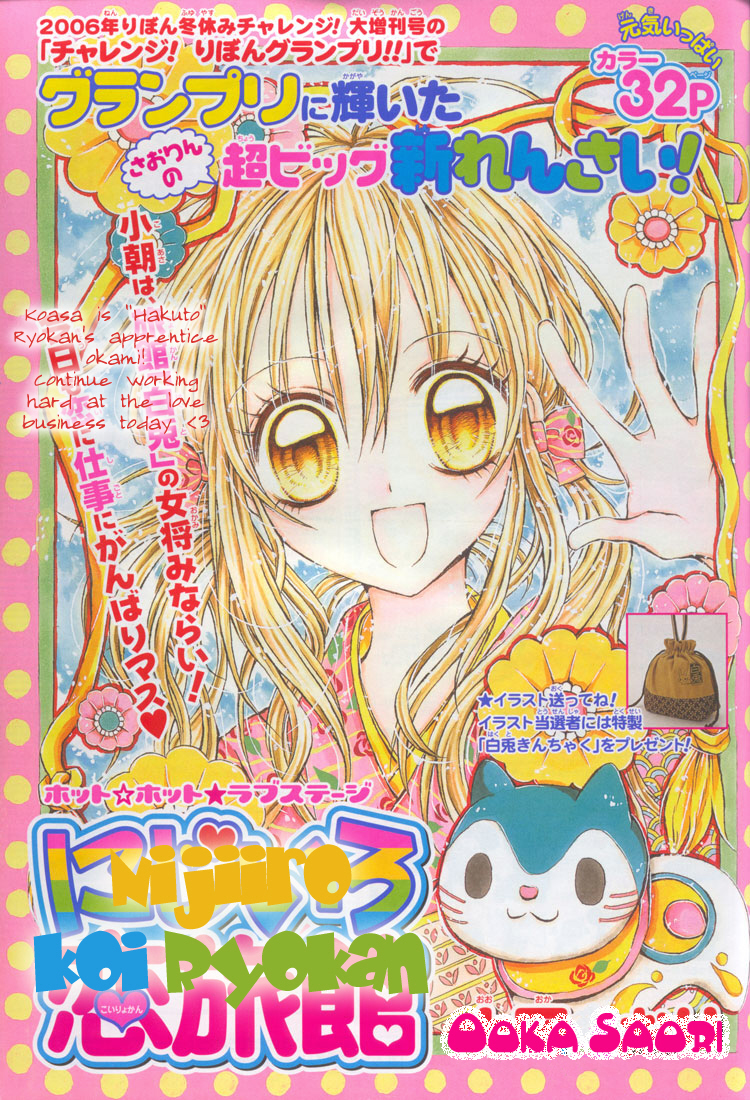 2006年りぼん冬休みチャレンジ! 大増刊号の
「チャレンジ! りぼんグランプリ!!」で
グランプリに輝いた
さおりんの
超ビッグ新れんさい!
元気いっぱい
カラー
32P
ページ
小朝は
白兎」の女将みならい!
仕事にがんばりマス♥
Koasa is "Hakuto"
Ryokan's apprentice
okami!
Continue working
hard at the love
business today <3
★イラスト送ってね!
イラスト当選者には特製
「白兎きんちゃく」をプレゼント!
ホット☆ホット★ラブステージ
Nijiiro
Koi Ryokan
恋旅館
こいりょかん
Ooka Saori